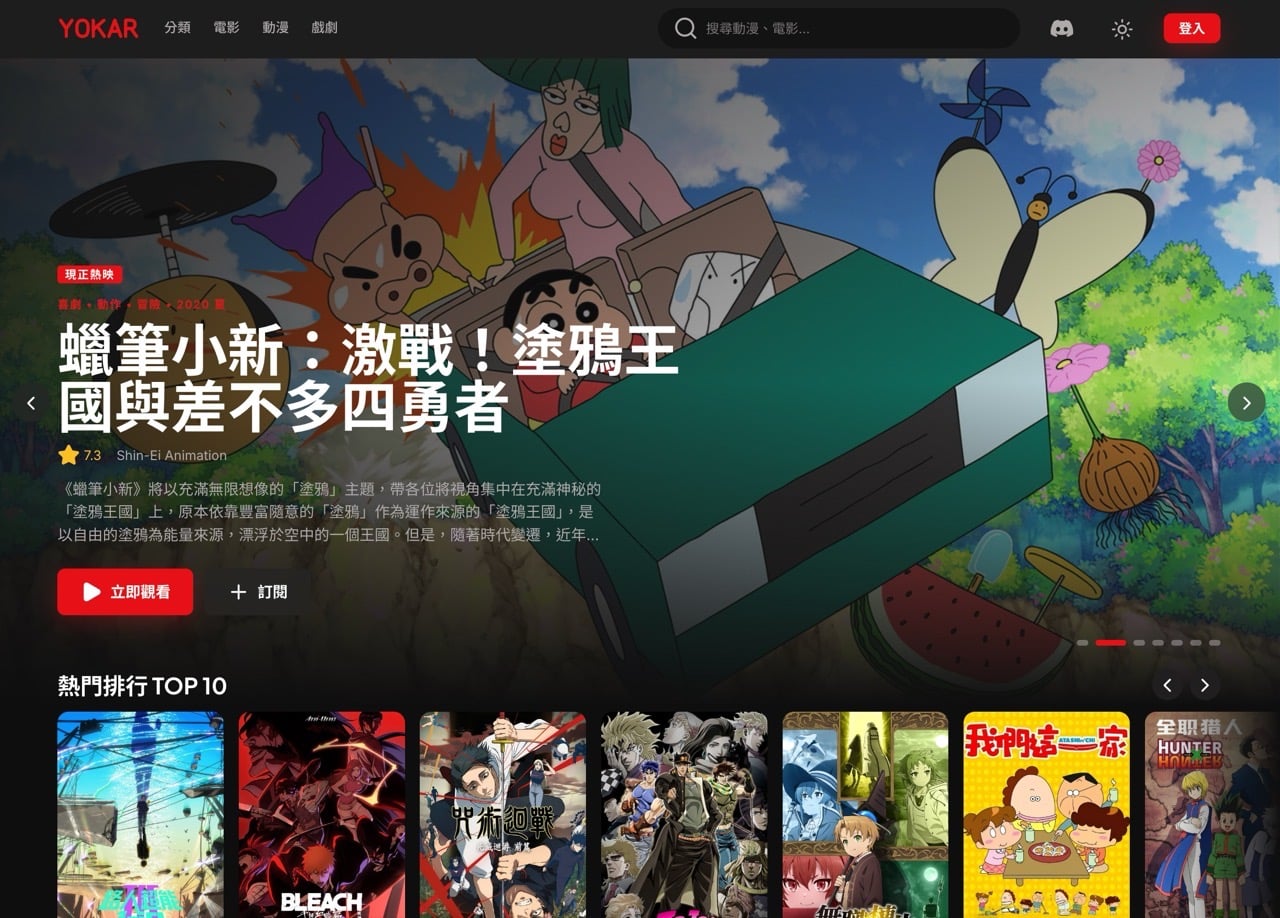 YOKAR
分類
電影
動漫
戲劇
搜尋動漫、電影...
登入
現正熱映
喜劇 • 動作 • 冒險 • 2020 夏
蠟筆小新：激戰！塗鴉王
國與差不多四勇者
7.3 Shin-Ei Animation
《蠟筆小新》將以充滿無限想像的「塗鴉」主題，帶各位將視角集中在充滿神秘的
「塗鴉王國」上，原本依靠豐富隨意的「塗鴉」作為運作來源的「塗鴉王國」，是
以自由的塗鴉為能量來源，漂浮於空中的一個王國。但是，隨著時代變遷，近年...
立即觀看
訂閱
熱門排行 TOP 10
BLEACH
咒術迴戰
我們這一家
ATASHIn'CHI
全职猎人
HUNTER
HUNTER